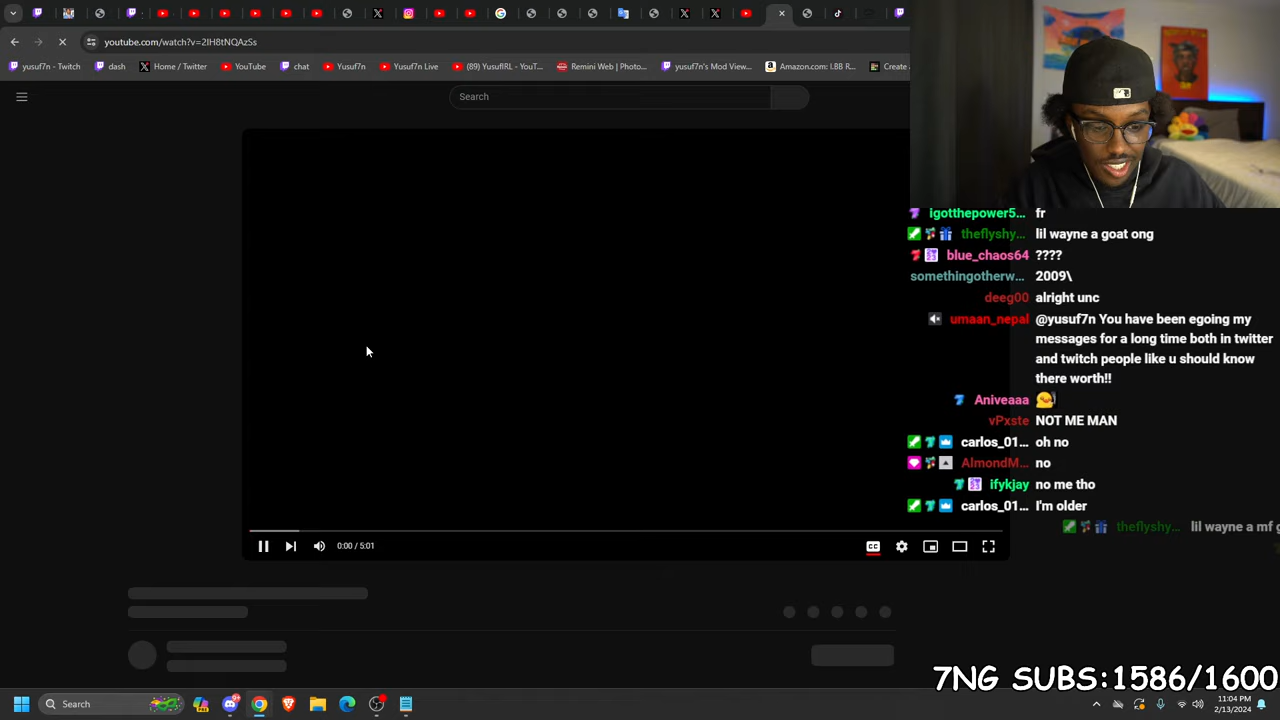 youtube.com/watch?v=2IH8tNQAzSs
yusuf7n - Twitch
dash
Home / Twitter
YouTube
chat
Yusuf7n
Yusuf7n Live
(89) YusufIRL - YouT...
Remini Web | Photo...
yusuf7n's Mod View...
Amazon.com: I.8B R...
Create
Search
igotthepower5... fr
theflyshy... lil wayne a goat ong
blue_chaos64 ????
somethingotherw... 2009\
deeg00 alright unc
umaan_nepal @yusuf7n You have been egoing my
messages for a long time both in twitter
and twitch people like u should know
there worth!!
Aniveaaa
vPxste NOT ME MAN
carlos_01... oh no
AlmondM... no
ifykjay no me tho
carlos_01... I'm older
theflyshy... lil wayne a mf g
0:00 / 5:01
CC
7NG SUBS:1586/1600
Search
11:04 PM
2/13/2024